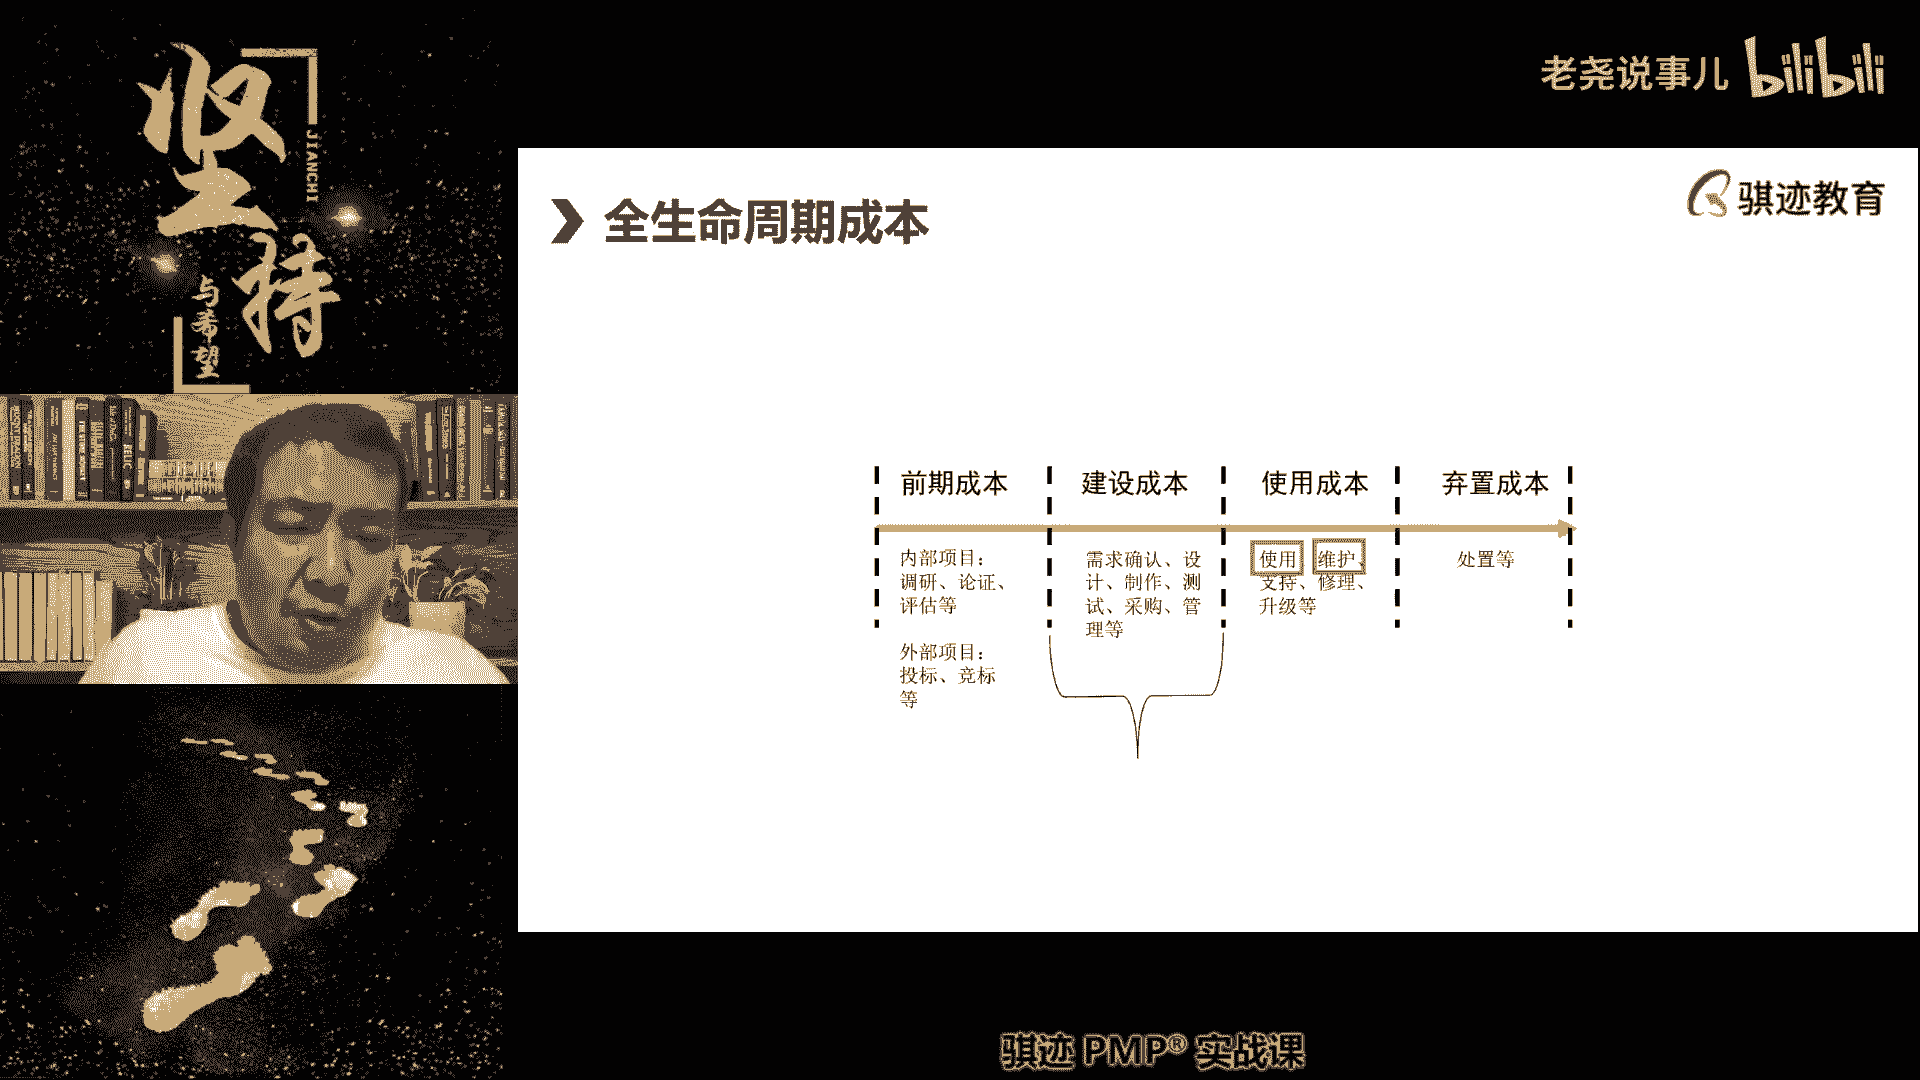 坚持
JIANCHI
与希望
老尧说事儿 bilibili
骐迹教育
全生命周期成本
前期成本
内部项目：
调研、论证、
评估等
外部项目：
投标、竞标
等
建设成本
需求确认、设
计、制作、测
试、采购、管
理等
使用成本
使用、维护、
支持、修理、
升级等
弃置成本
处置等
骐迹 PMP® 实战课